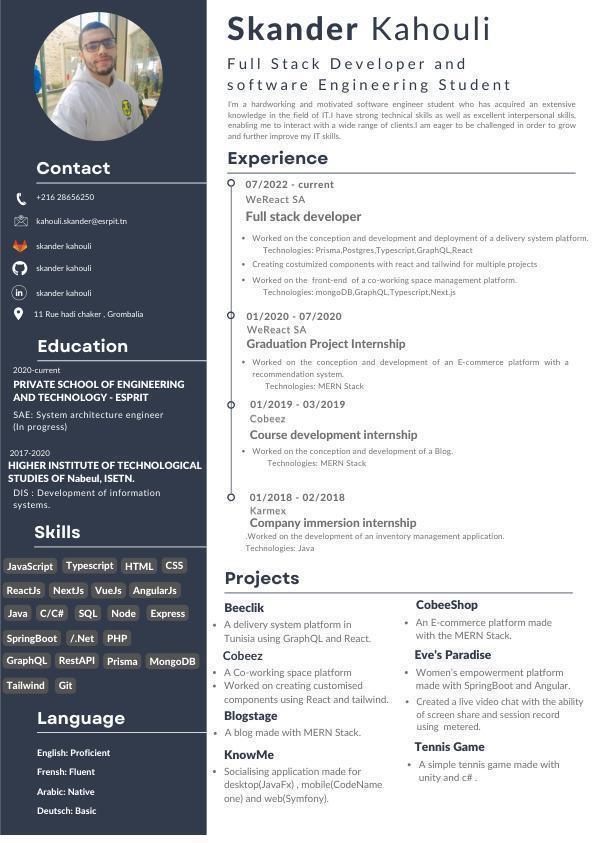 Contact
+216 28656250
kahouli.skander@esrpit.tn
skander kahouli
skander kahouli
in
skander kahouli
11 Rue hadi chaker , Grombalia
Education
2020-current
PRIVATE SCHOOL OF ENGINEERING
AND TECHNOLOGY - ESPRIT
SAE: System architecture engineer
(In progress)
2017-2020
HIGHER INSTITUTE OF TECHNOLOGICAL
STUDIES OF Nabeul, ISETN.
DIS : Development of information
systems.
Skills
JavaScript Typescript HTML CSS
ReactJs NextJs VueJs AngularJs
Java C/C# SQL Node Express
SpringBoot /.Net PHP
GraphQL RestAPI Prisma MongoDB
Tailwind Git
Language
English: Proficient
Frensh: Fluent
Arabic: Native
Deutsch: Basic
Skander Kahouli
Full Stack Developer and
software Engineering Student
I'm a hardworking and motivated software engineer student who has acquired an extensive
knowledge in the field of IT.I have strong technical skills as well as excellent interpersonal skills,
enabling me to interact with a wide range of clients.I am eager to be challenged in order to grow
and further improve my IT skills.
Experience
07/2022 - current
WeReact SA
Full stack developer
• Worked on the conception and development and deployment of a delivery system platform.
Technologies: Prisma,Postgres,Typescript,GraphQL,React
• Creating costumized components with react and tailwind for multiple projects
• Worked on the front-end of a co-working space management platform.
Technologies: mongoDB,GraphQL,Typescript,Next.js
01/2020 - 07/2020
WeReact SA
Graduation Project Internship
• Worked on the conception and development of an E-commerce platform with a
recommendation system.
Technologies: MERN Stack
01/2019 - 03/2019
Cobeez
Course development internship
• Worked on the conception and development of a Blog.
Technologies: MERN Stack
01/2018 - 02/2018
Karmex
Company immersion internship
.Worked on the development of an inventory management application.
Technologies: Java
Projects
Beeclik
• A delivery system platform in
Tunisia using GraphQL and React.
Cobeez
• A Co-working space platform
• Worked on creating customised
components using React and tailwind.
Blogstage
• A blog made with MERN Stack.
KnowMe
• Socialising application made for
desktop(JavaFx) , mobile(CodeName
one) and web(Symfony).
CobeeShop
• An E-commerce platform made
with the MERN Stack.
Eve's Paradise
• Women's empowerment platform
made with SpringBoot and Angular.
• Created a live video chat with the ability
of screen share and session record
using metered.
Tennis Game
• A simple tennis game made with
unity and c# .